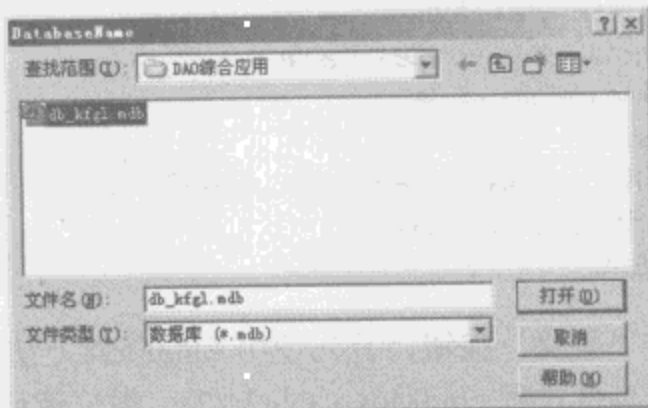 DatabaseName
查找范围(I): DAO綜合应用
db_kfgl.mdb
文件名(N): db_kfgl.mdb 打开(O)
文件类型(T): 数据库 (*.mdb) 取消
帮助(H)